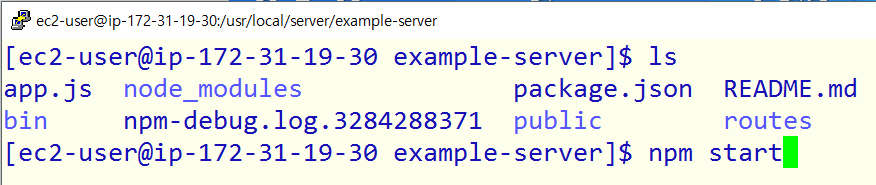 ec2-user@ip-172-31-19-30:/usr/local/server/example-server
[ec2-user@ip-172-31-19-30 example-server]$ ls
app.js node_modules package.json README.md
bin npm-debug.log.3284288371 public routes
[ec2-user@ip-172-31-19-30 example-server]$ npm start